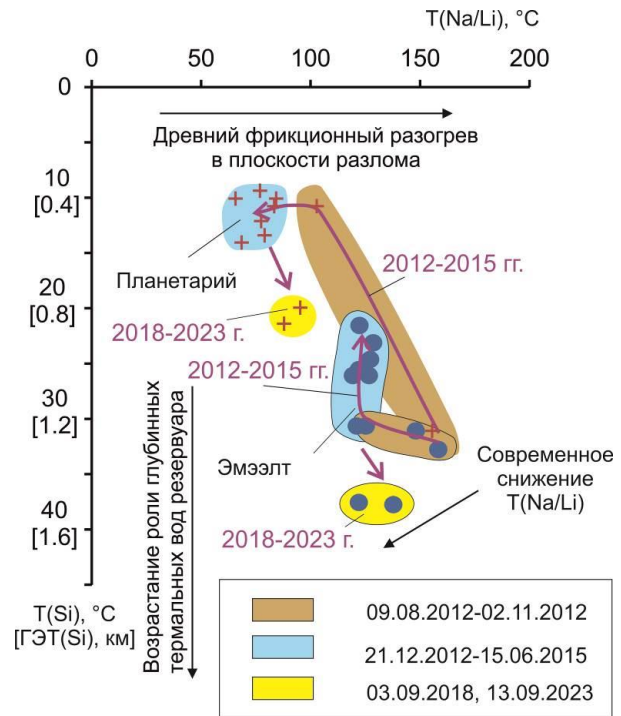 T(Na/Li), °C
0 50 100 150 200
0
Древний фрикционный разогрев
в плоскости разлома
10
[0.4]
Планетарий
2012-2015 гг.
20
[0.8]
2018-2023 г.
2012-2015 гг.
30
[1.2]
Эмээлт
Современное
снижение
T(Na/Li)
40
[1.6]
2018-2023 г.
Возрастание роли глубинных
термальных вод резервуара
T(Si), °C
[ГЭТ(Si), км]
09.08.2012-02.11.2012
21.12.2012-15.06.2015
03.09.2018, 13.09.2023